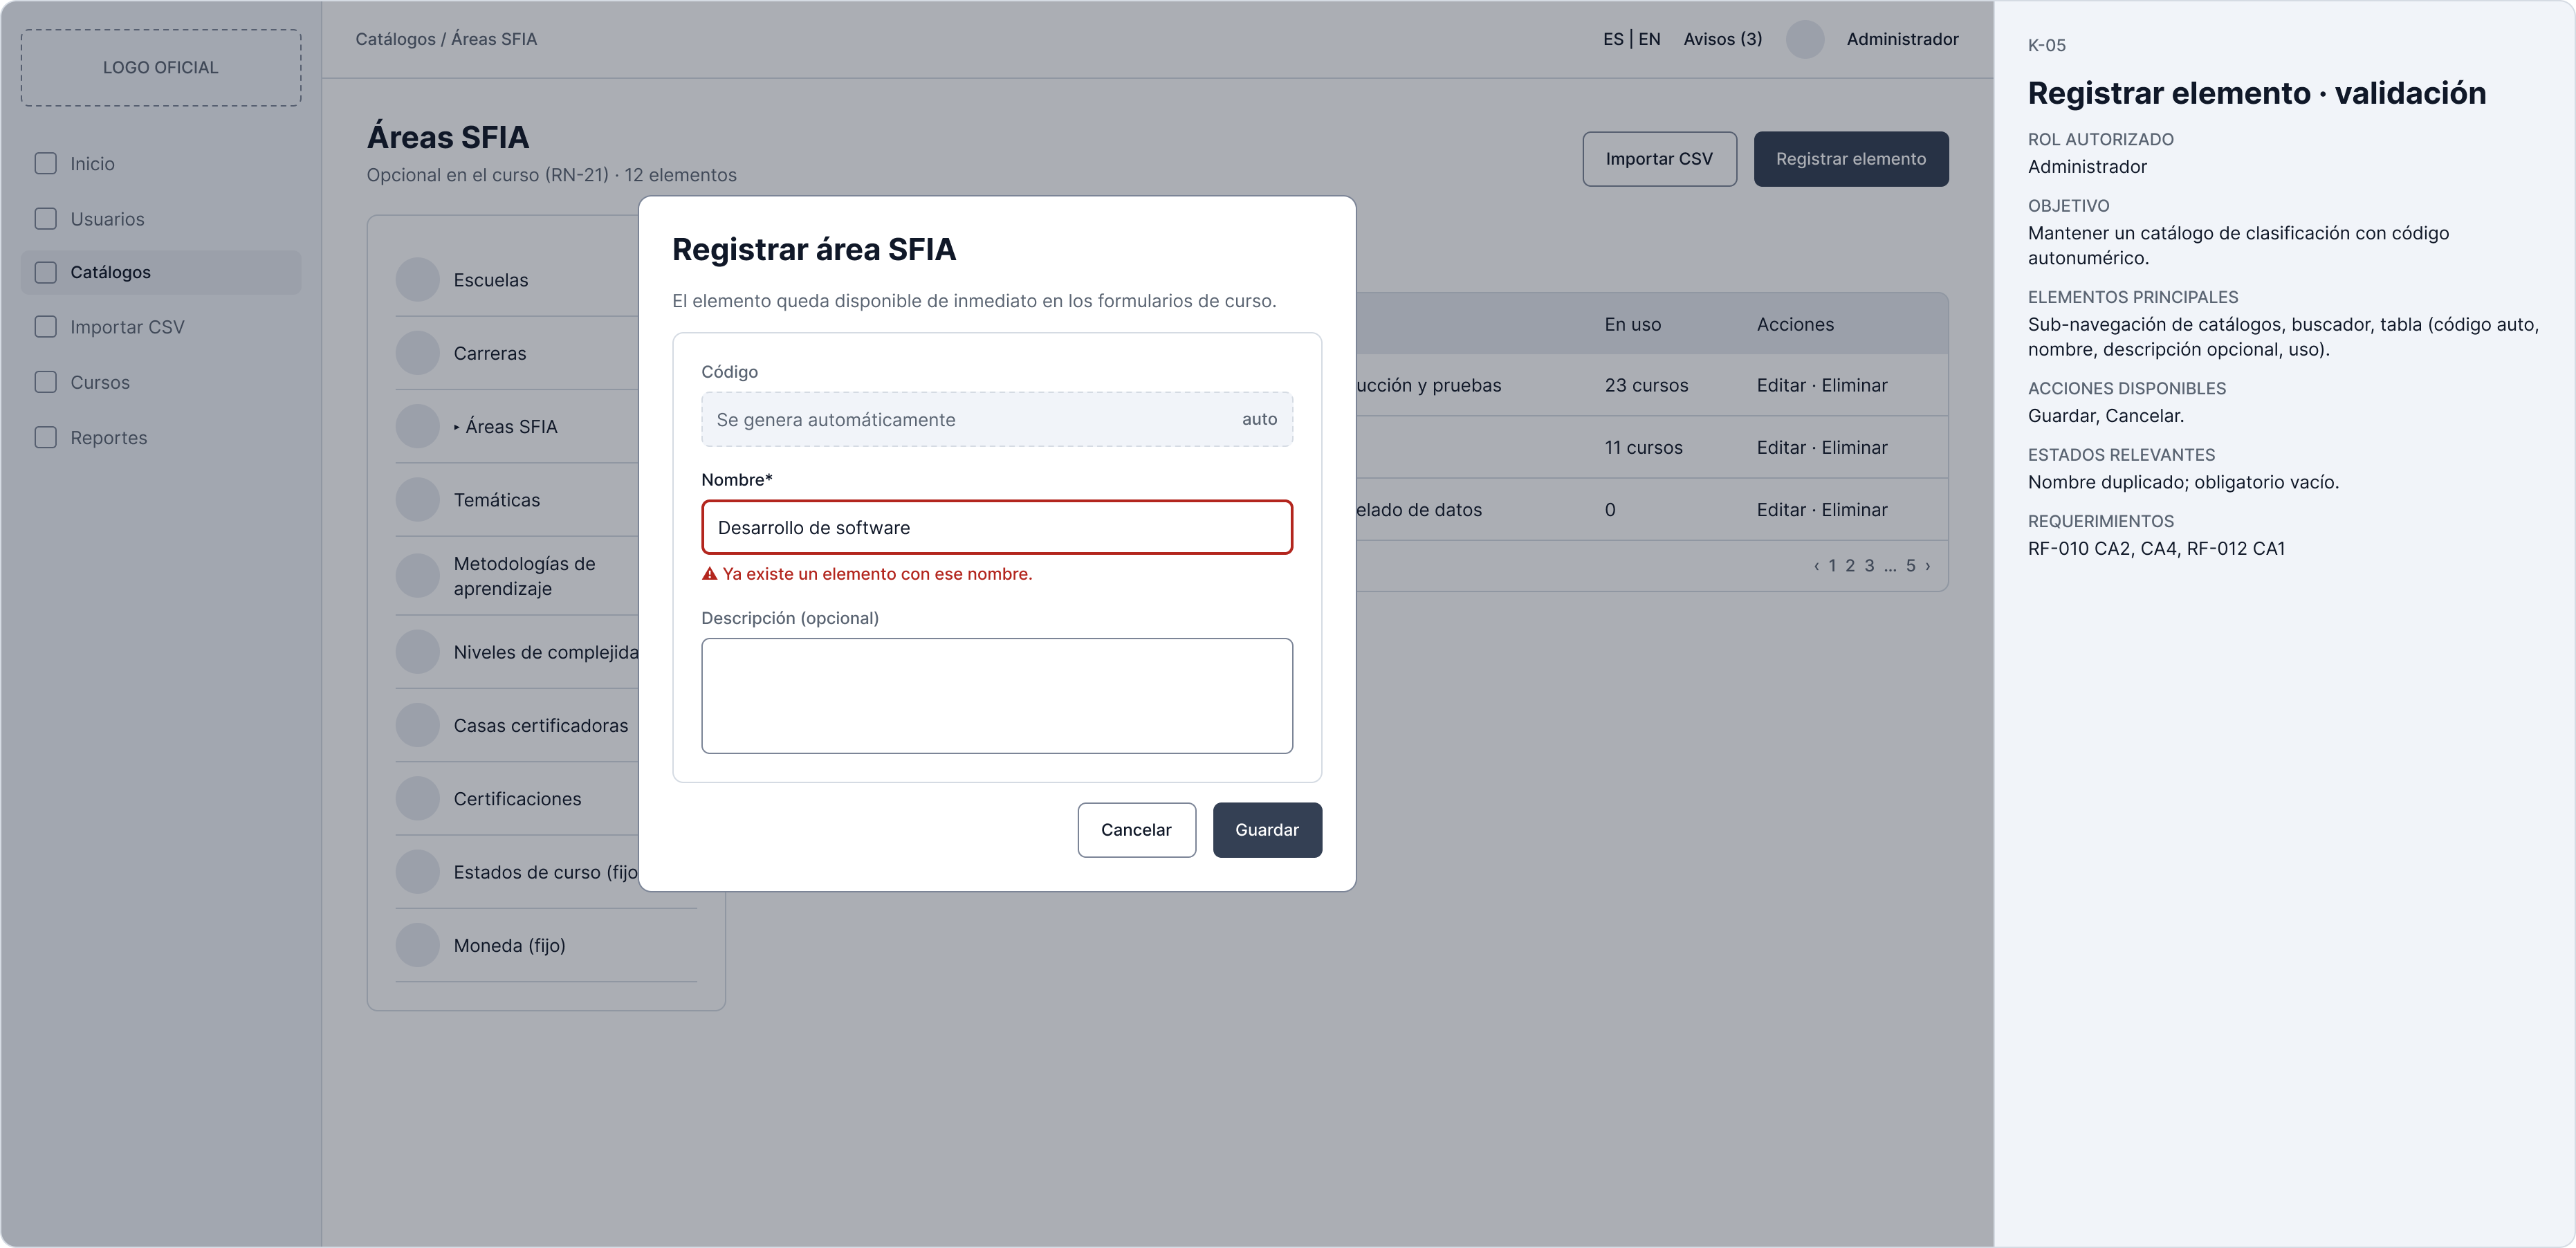 LOGO OFICIAL
Inicio
Usuarios
Catálogos
Importar CSV
Cursos
Reportes
Catálogos / Áreas SFIA
ES | EN
Avisos (3)
Administrador
Áreas SFIA
Opcional en el curso (RN-21) · 12 elementos
Importar CSV
Registrar elemento
Escuelas
Carreras
▸ Áreas SFIA
Temáticas
Metodologías de
aprendizaje
Niveles de complejida
Casas certificadoras
Certificaciones
Estados de curso (fijo
Moneda (fijo)
En uso Acciones
ucción y pruebas 23 cursos Editar · Eliminar
11 cursos Editar · Eliminar
elado de datos 0 Editar · Eliminar
‹ 1 2 3 ... 5 ›
Registrar área SFIA
El elemento queda disponible de inmediato en los formularios de curso.
Código
Se genera automáticamente auto
Nombre*
Desarrollo de software
⚠ Ya existe un elemento con ese nombre.
Descripción (opcional)
Cancelar
Guardar
K-05
Registrar elemento · validación
ROL AUTORIZADO
Administrador
OBJETIVO
Mantener un catálogo de clasificación con código
autonumérico.
ELEMENTOS PRINCIPALES
Sub-navegación de catálogos, buscador, tabla (código auto,
nombre, descripción opcional, uso).
ACCIONES DISPONIBLES
Guardar, Cancelar.
ESTADOS RELEVANTES
Nombre duplicado; obligatorio vacío.
REQUERIMIENTOS
RF-010 CA2, CA4, RF-012 CA1